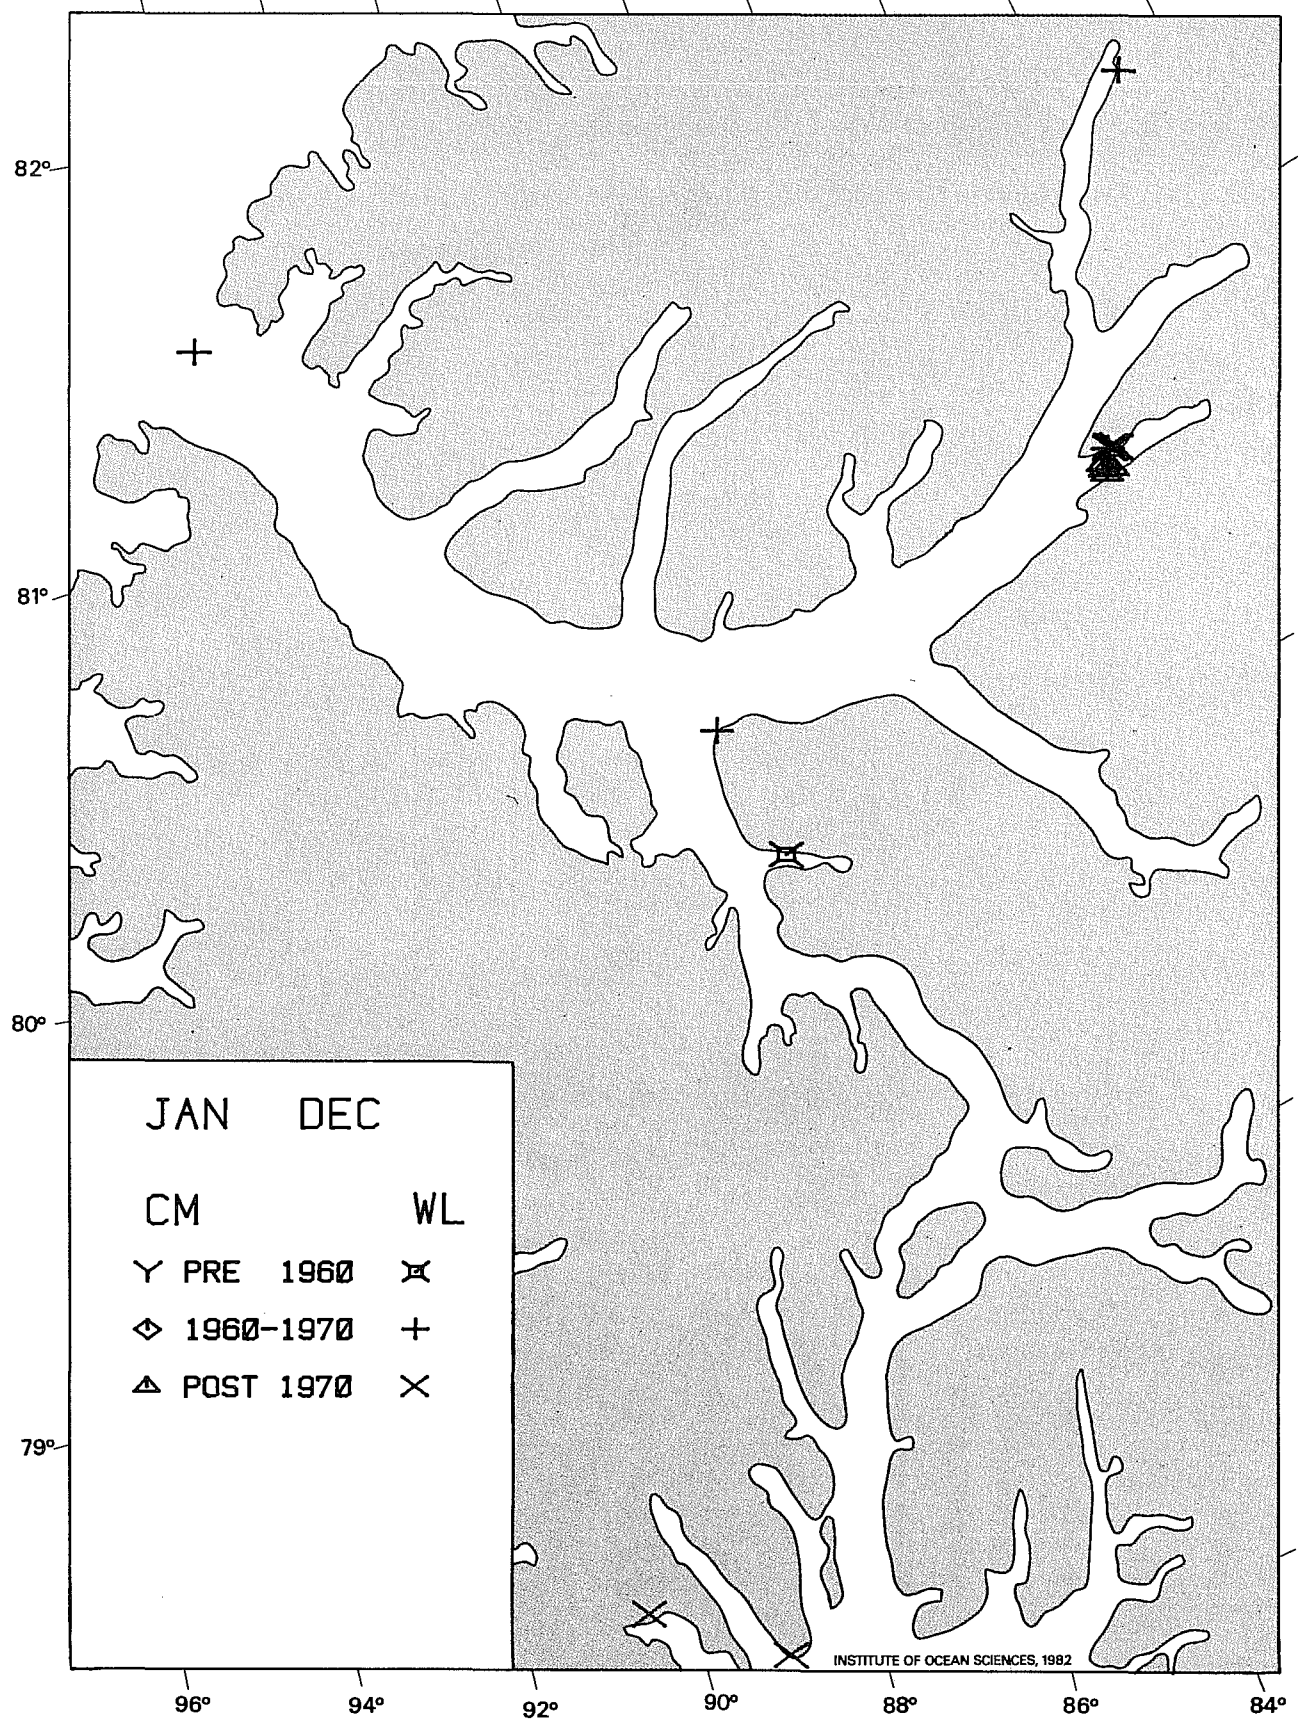 82°
81°
80°
JAN DEC
CM WL
PRE 1960
1960-1970
POST 1970
79°
INSTITUTE OF OCEAN SCIENCES, 1982
96° 94° 92° 90° 88° 86° 84°